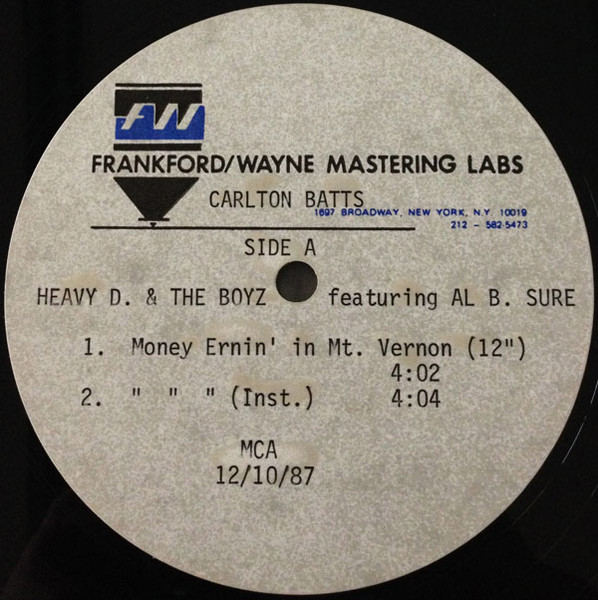 FW
FRANKFORD/WAYNE MASTERING LABS
CARLTON BATTS
1697 BROADWAY, NEW YORK, N.Y. 10019
212 - 582-5473
SIDE A
HEAVY D. & THE BOYZ featuring AL B. SURE
1. Money Ernin' in Mt. Vernon (12")
4:02
2. " " " (Inst.) 4:04
MCA
12/10/87